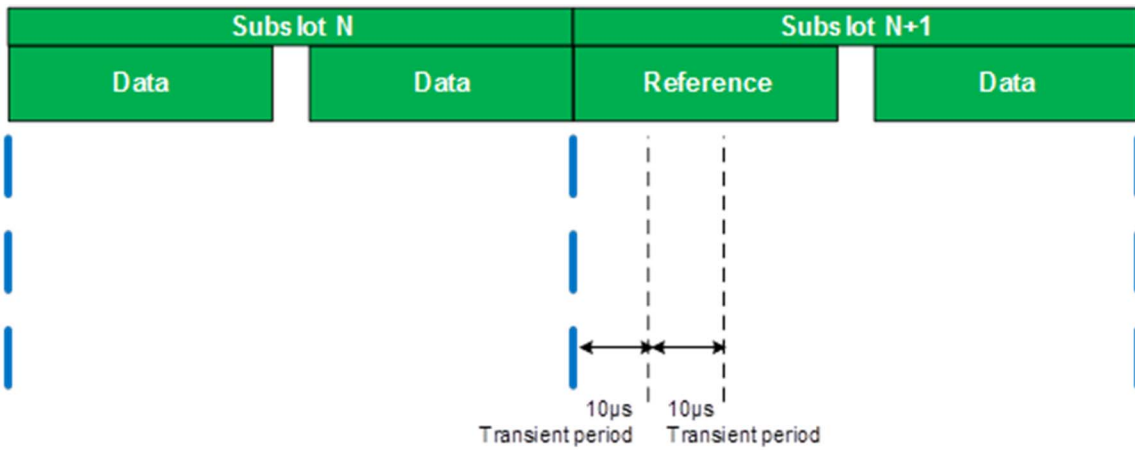 Subslot N Subslot N+1
Data Data Reference Data
10µs 10µs
Transient period Transient period